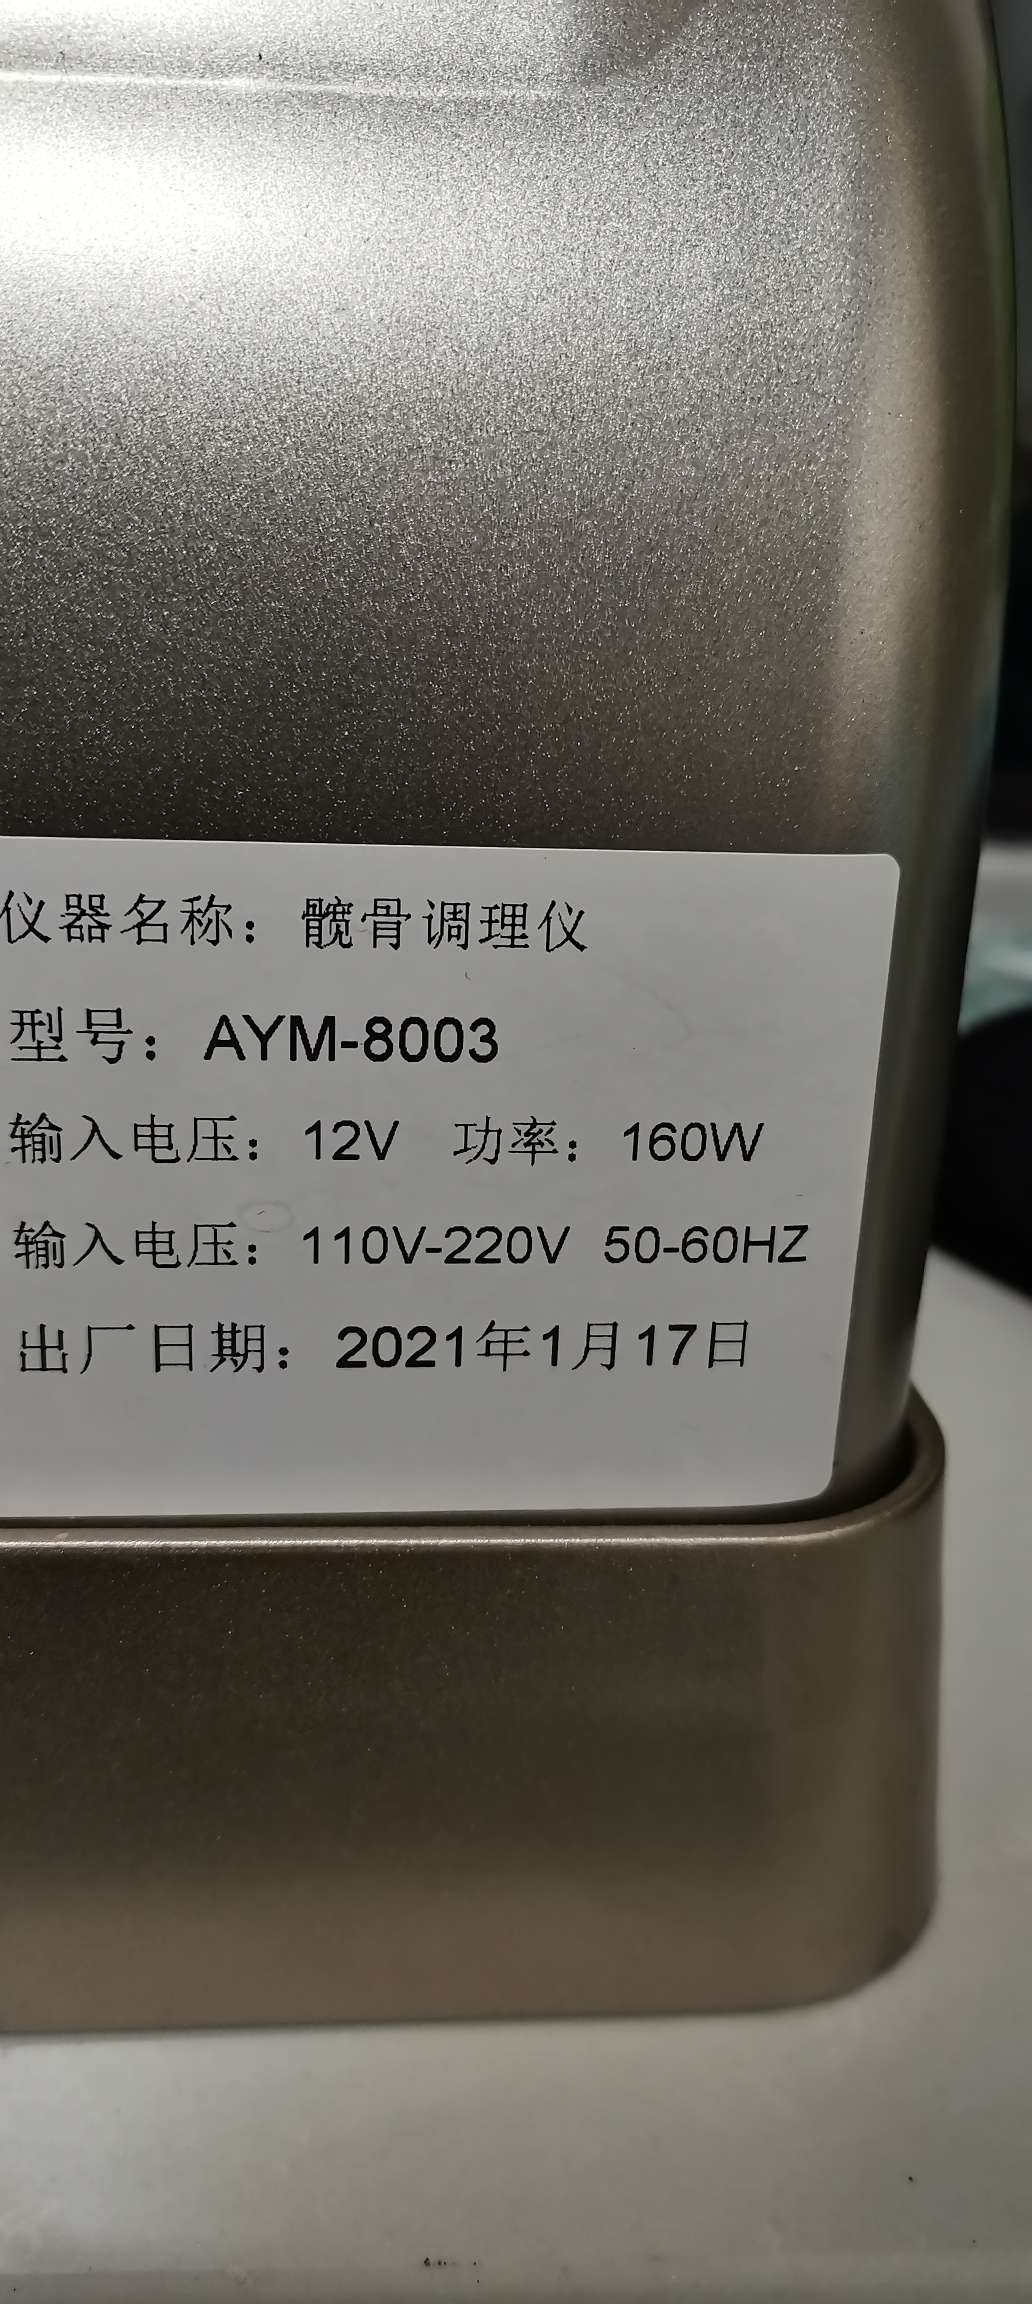 仪器名称：髋骨调理仪
型号：AYM-8003
输入电压：12V 功率：160W
输入电压：110V-220V 50-60HZ
出厂日期：2021年1月17日